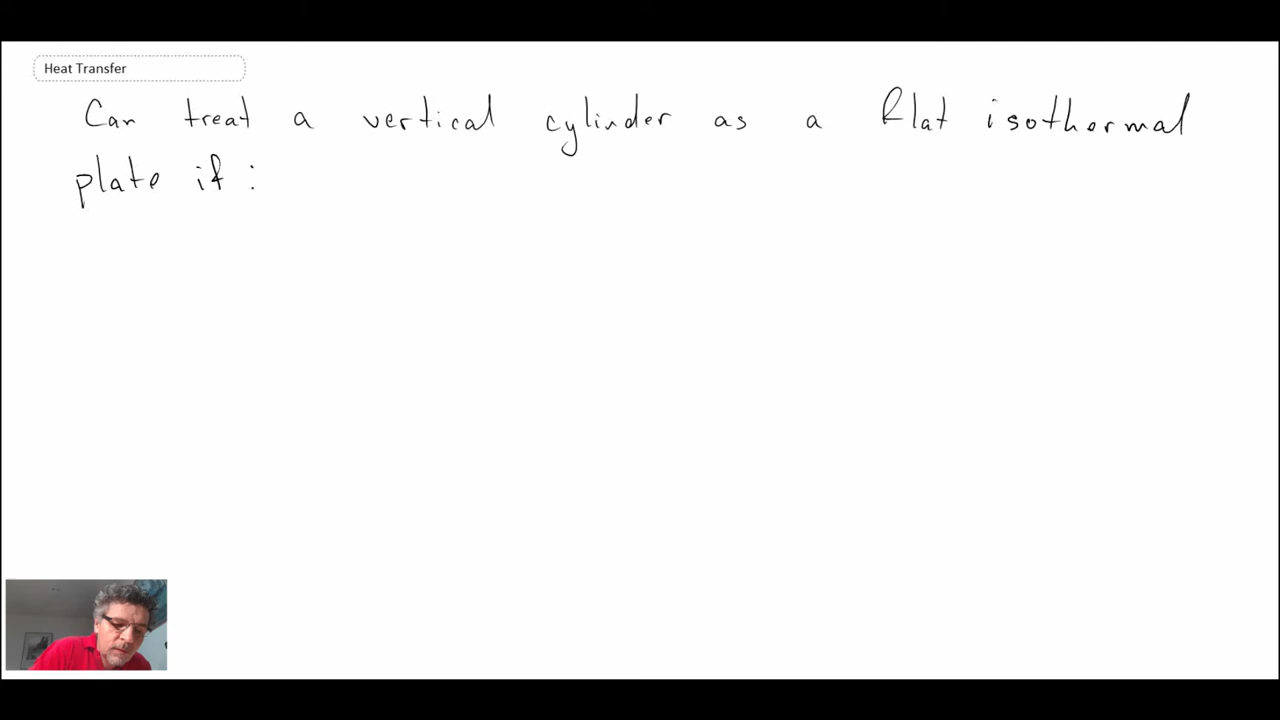 Heat Transfer
Can treat a vertical cylinder as a flat isothermal
plate if :